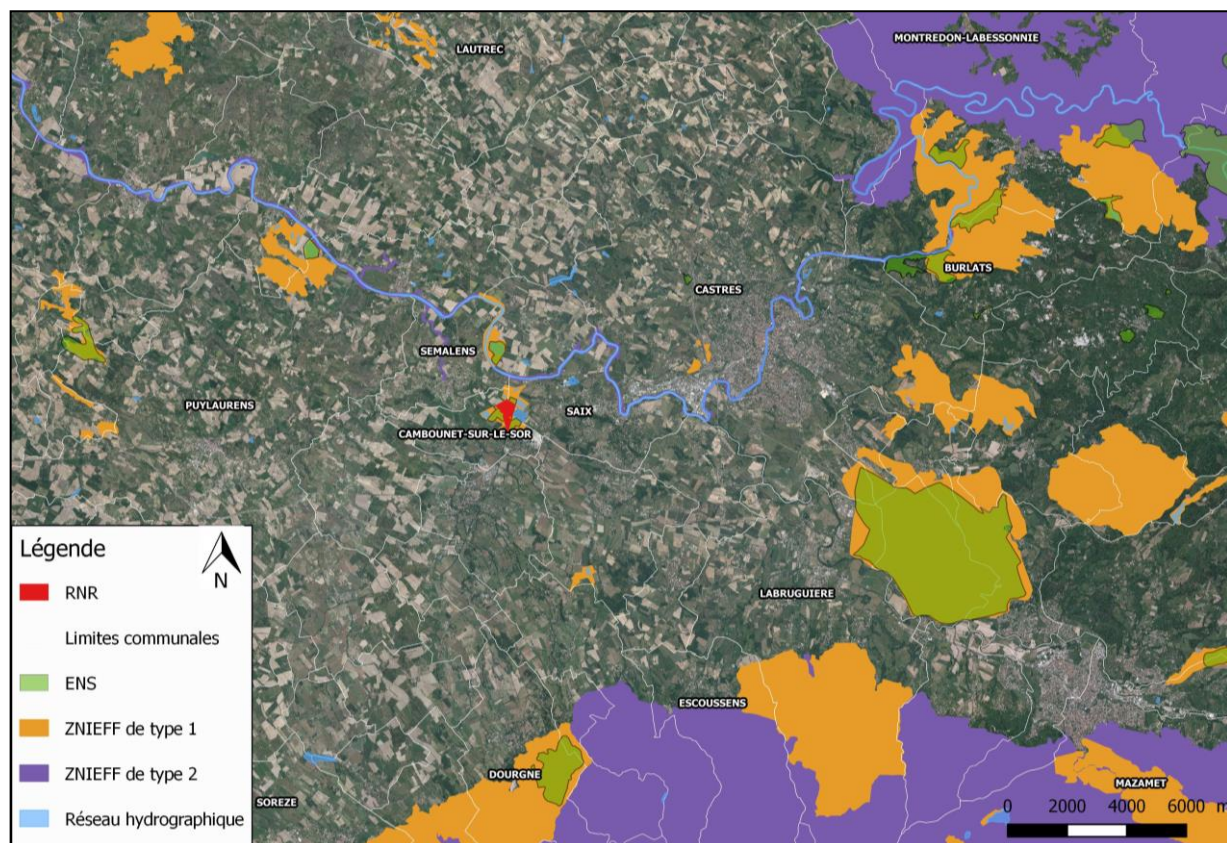 LAUTREC
MONTREDON-LABESSONNIE
BURLATS
CASTRES
SEMALENS
PUYLAURENS
SAIX
CAMBOUNET-SUR-LE-SOR
LABRUGUIERE
ESCOUSSENS
DOURGNE
SOREZE
MAZAMET
Légende
N
RNR
Limites communales
ENS
ZNIEFF de type 1
ZNIEFF de type 2
Réseau hydrographique
0 2000 4000 6000 m